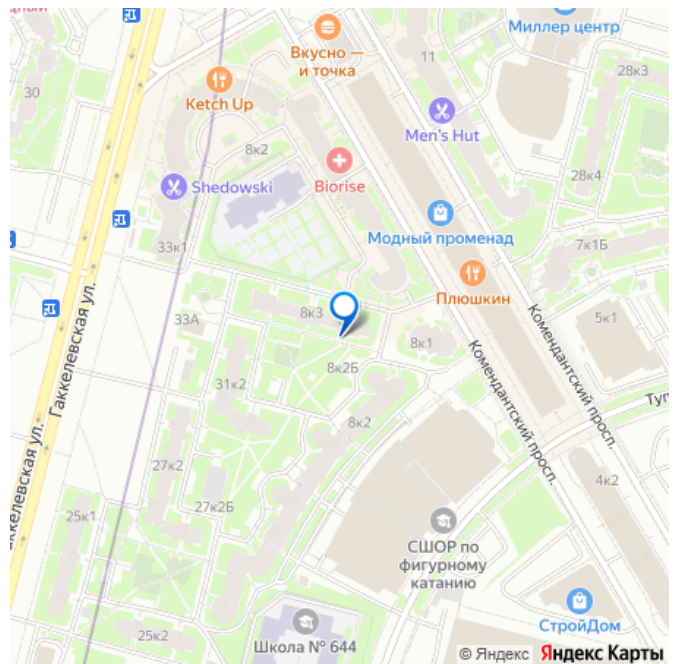 Миллер центр
Вкусно —
и точка
11
28к3
30
Ketch Up
Men's Hut
8к2
Biorise
28к4
Shedowski
Модный променад
7к1Б
33к1
Плюшкин
8к3
33А
5к1
8к1
Комендантский просп.
Комендантский просп.
Гаккелевская ул.
8к2Б
31к2
8к2
27к2
4к2
27к2Б
25к1
СШОР по
фигурному
катанию
СтройДом
25к2
Школа № 644
© Яндекс Яндекс Карты